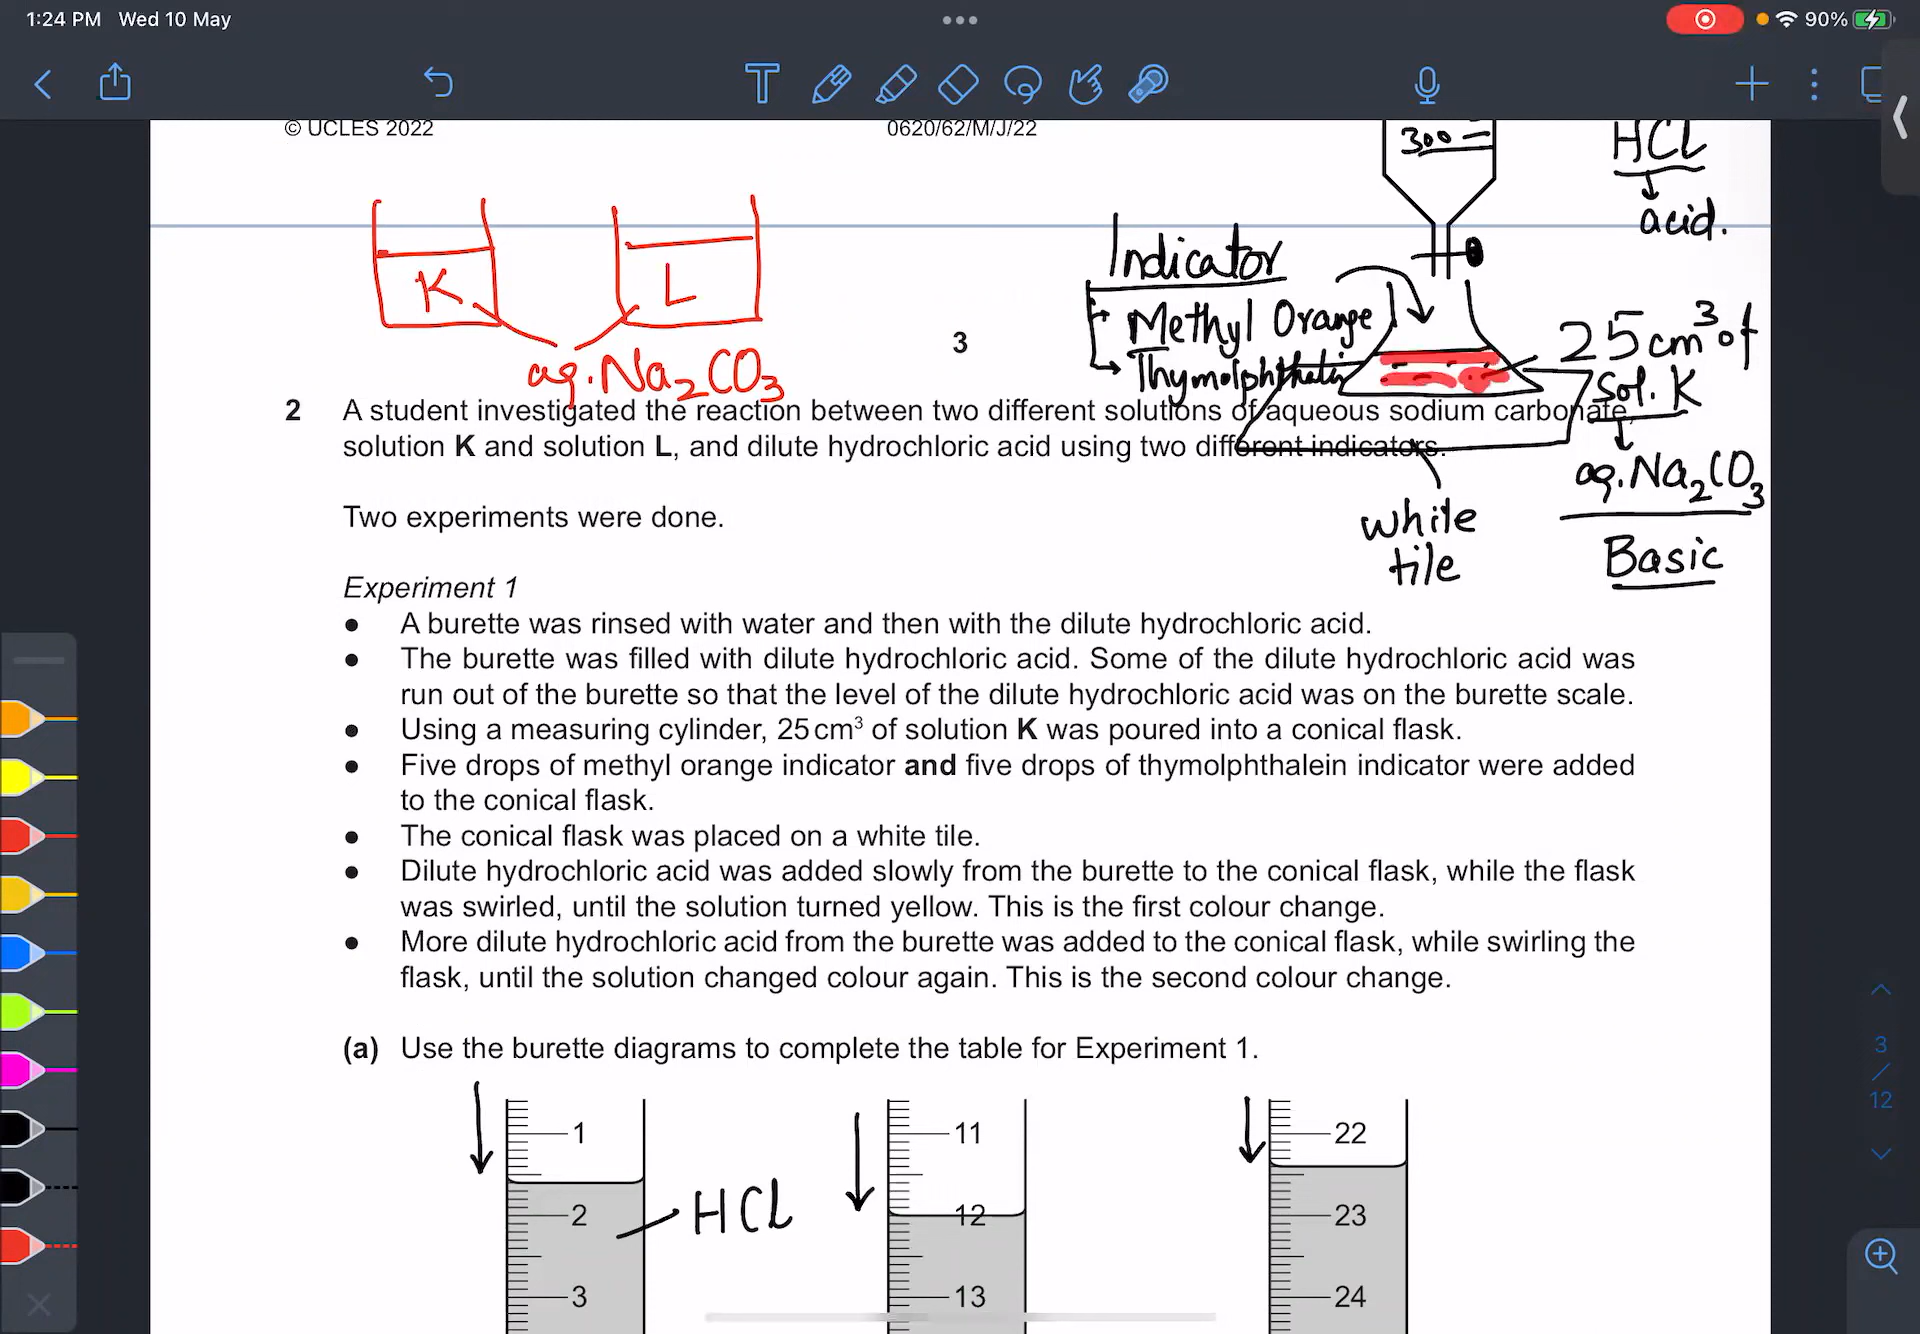 1:24 PM Wed 10 May
90%
© UCLES 2022
0620/62/M/J/22
300
HCl
acid.
K
L
aq. Na2CO3
Indicator
Methyl Orange
Thymolphthalein
25cm³ of
sol. K
aq. Na2CO3
Basic
white
tile
3
2 A student investigated the reaction between two different solutions of aqueous sodium carbonate,
solution K and solution L, and dilute hydrochloric acid using two different indicators.
Two experiments were done.
Experiment 1
• A burette was rinsed with water and then with the dilute hydrochloric acid.
• The burette was filled with dilute hydrochloric acid. Some of the dilute hydrochloric acid was
run out of the burette so that the level of the dilute hydrochloric acid was on the burette scale.
• Using a measuring cylinder, 25 cm³ of solution K was poured into a conical flask.
• Five drops of methyl orange indicator and five drops of thymolphthalein indicator were added
to the conical flask.
• The conical flask was placed on a white tile.
• Dilute hydrochloric acid was added slowly from the burette to the conical flask, while the flask
was swirled, until the solution turned yellow. This is the first colour change.
• More dilute hydrochloric acid from the burette was added to the conical flask, while swirling the
flask, until the solution changed colour again. This is the second colour change.
(a) Use the burette diagrams to complete the table for Experiment 1.
1
2
3
HCl
11
12
13
22
23
24
3
/
12